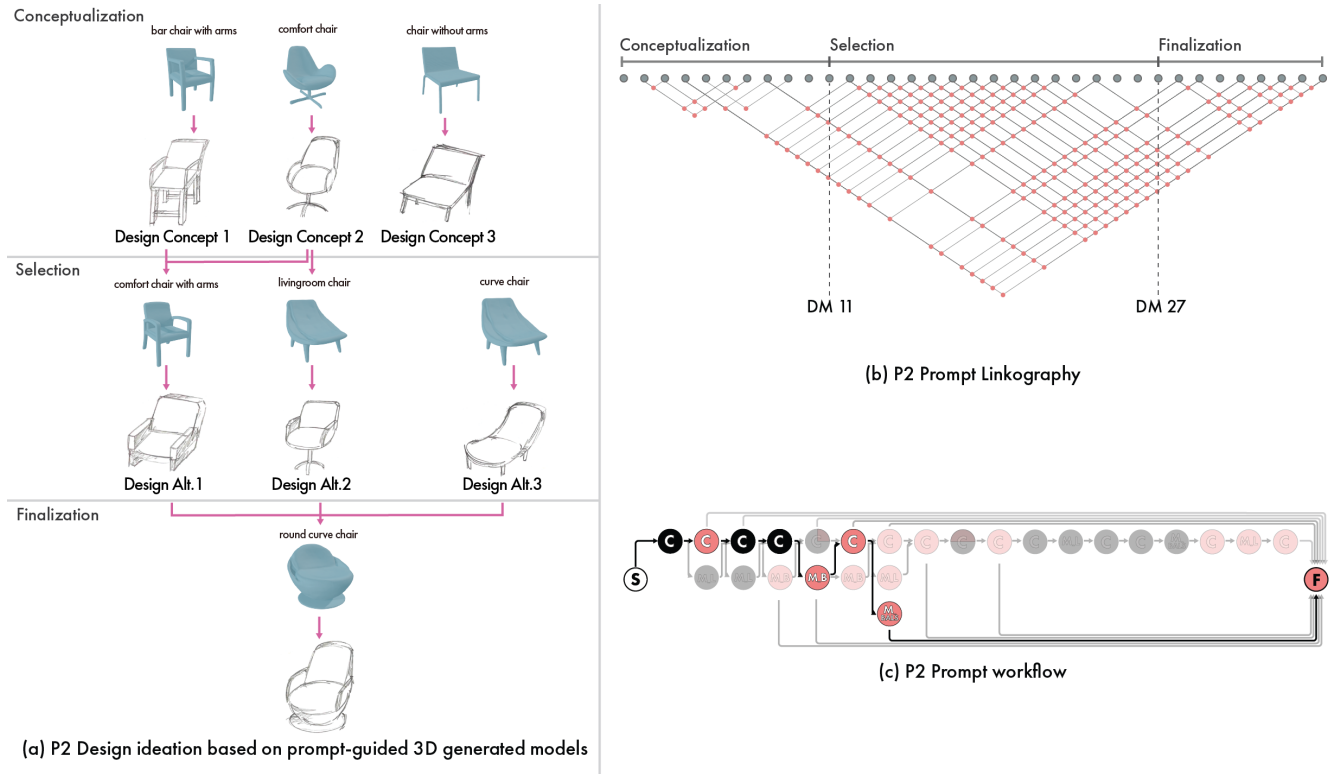 Conceptualization
bar chair with arms
comfort chair
chair without arms
Design Concept 1
Design Concept 2
Design Concept 3
Selection
comfort chair with arms
livingroom chair
curve chair
Design Alt.1
Design Alt.2
Design Alt.3
Finalization
round curve chair
(a) P2 Design ideation based on prompt-guided 3D generated models
Conceptualization
Selection
Finalization
DM 11
DM 27
(b) P2 Prompt Linkography
C C C C C C C C C C C M.I. C C C M.I. C
S
M.B
F
(c) P2 Prompt workflow